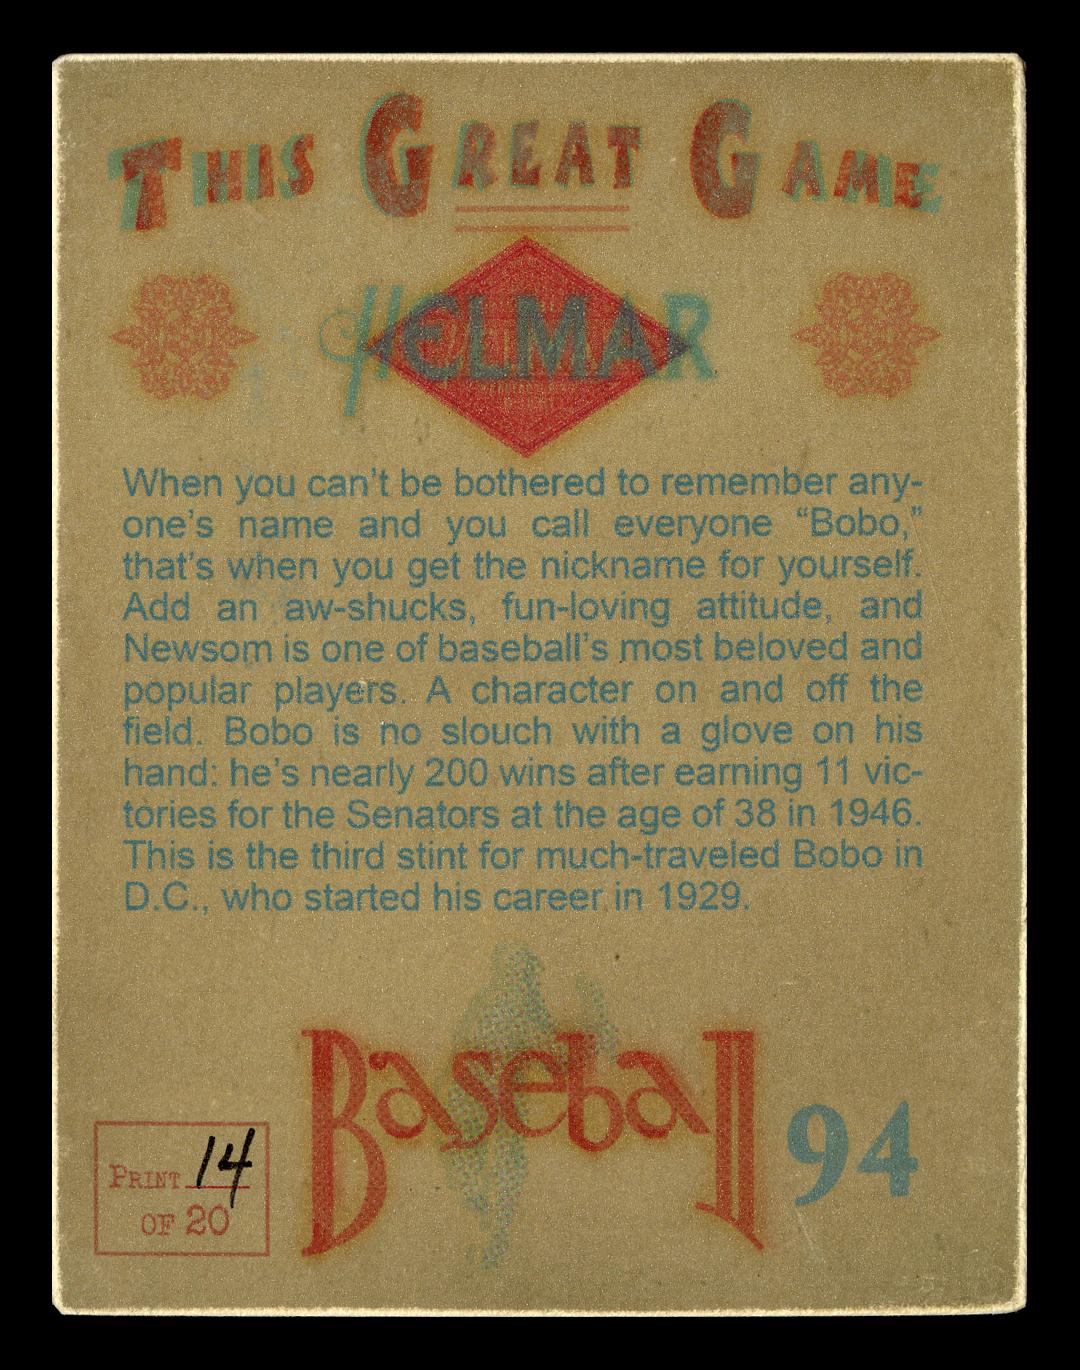 THIS GREAT GAME
HELMAR
When you can't be bothered to remember any-
one's name and you call everyone “Bobo,”
that's when you get the nickname for yourself.
Add an aw-shucks, fun-loving attitude, and
Newsom is one of baseball's most beloved and
popular players. A character on and off the
field. Bobo is no slouch with a glove on his
hand: he's nearly 200 wins after earning 11 vic-
tories for the Senators at the age of 38 in 1946.
This is the third stint for much-traveled Bobo in
D.C., who started his career in 1929.
Baseball
94
PRINT 14
OF 20